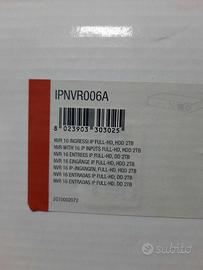 IPNVR006A
8 023903 303025
NVR 16 INGRESSI IP FULL-HD, HDD 2TB
NVR WITH 16 IP INPUTS FULL-HD, HDD 2TB
NVR 16 ENTREES IP FULL-HD, DD 2TB
NVR 16 EINGÄNGE IP FULL-HD, HDD 2TB
NVR 16 IP-INGANGEN, FULL-HD, HDD 2TB
NVR 16 ENTRADAS IP FULL-HD, DD 2TB
NVR 16 ENTRADAS IP FULL-HD, DD 2TB
2010002072
subito